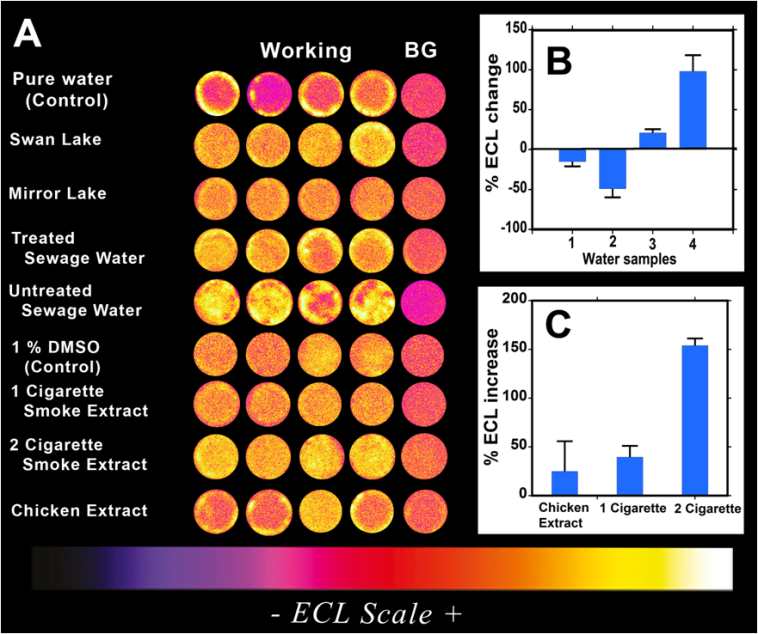 A
Working BG
Pure water
(Control)
Swan Lake
Mirror Lake
Treated
Sewage Water
Untreated
Sewage Water
1 % DMSO
(Control)
1 Cigarette
Smoke Extract
2 Cigarette
Smoke Extract
Chicken Extract
- ECL Scale +
B
% ECL change
150
100
50
0
-50
-100
1 2 3 4
Water samples
C
% ECL increase
200
150
100
50
0
Chicken
Extract
1 Cigarette
2 Cigarette